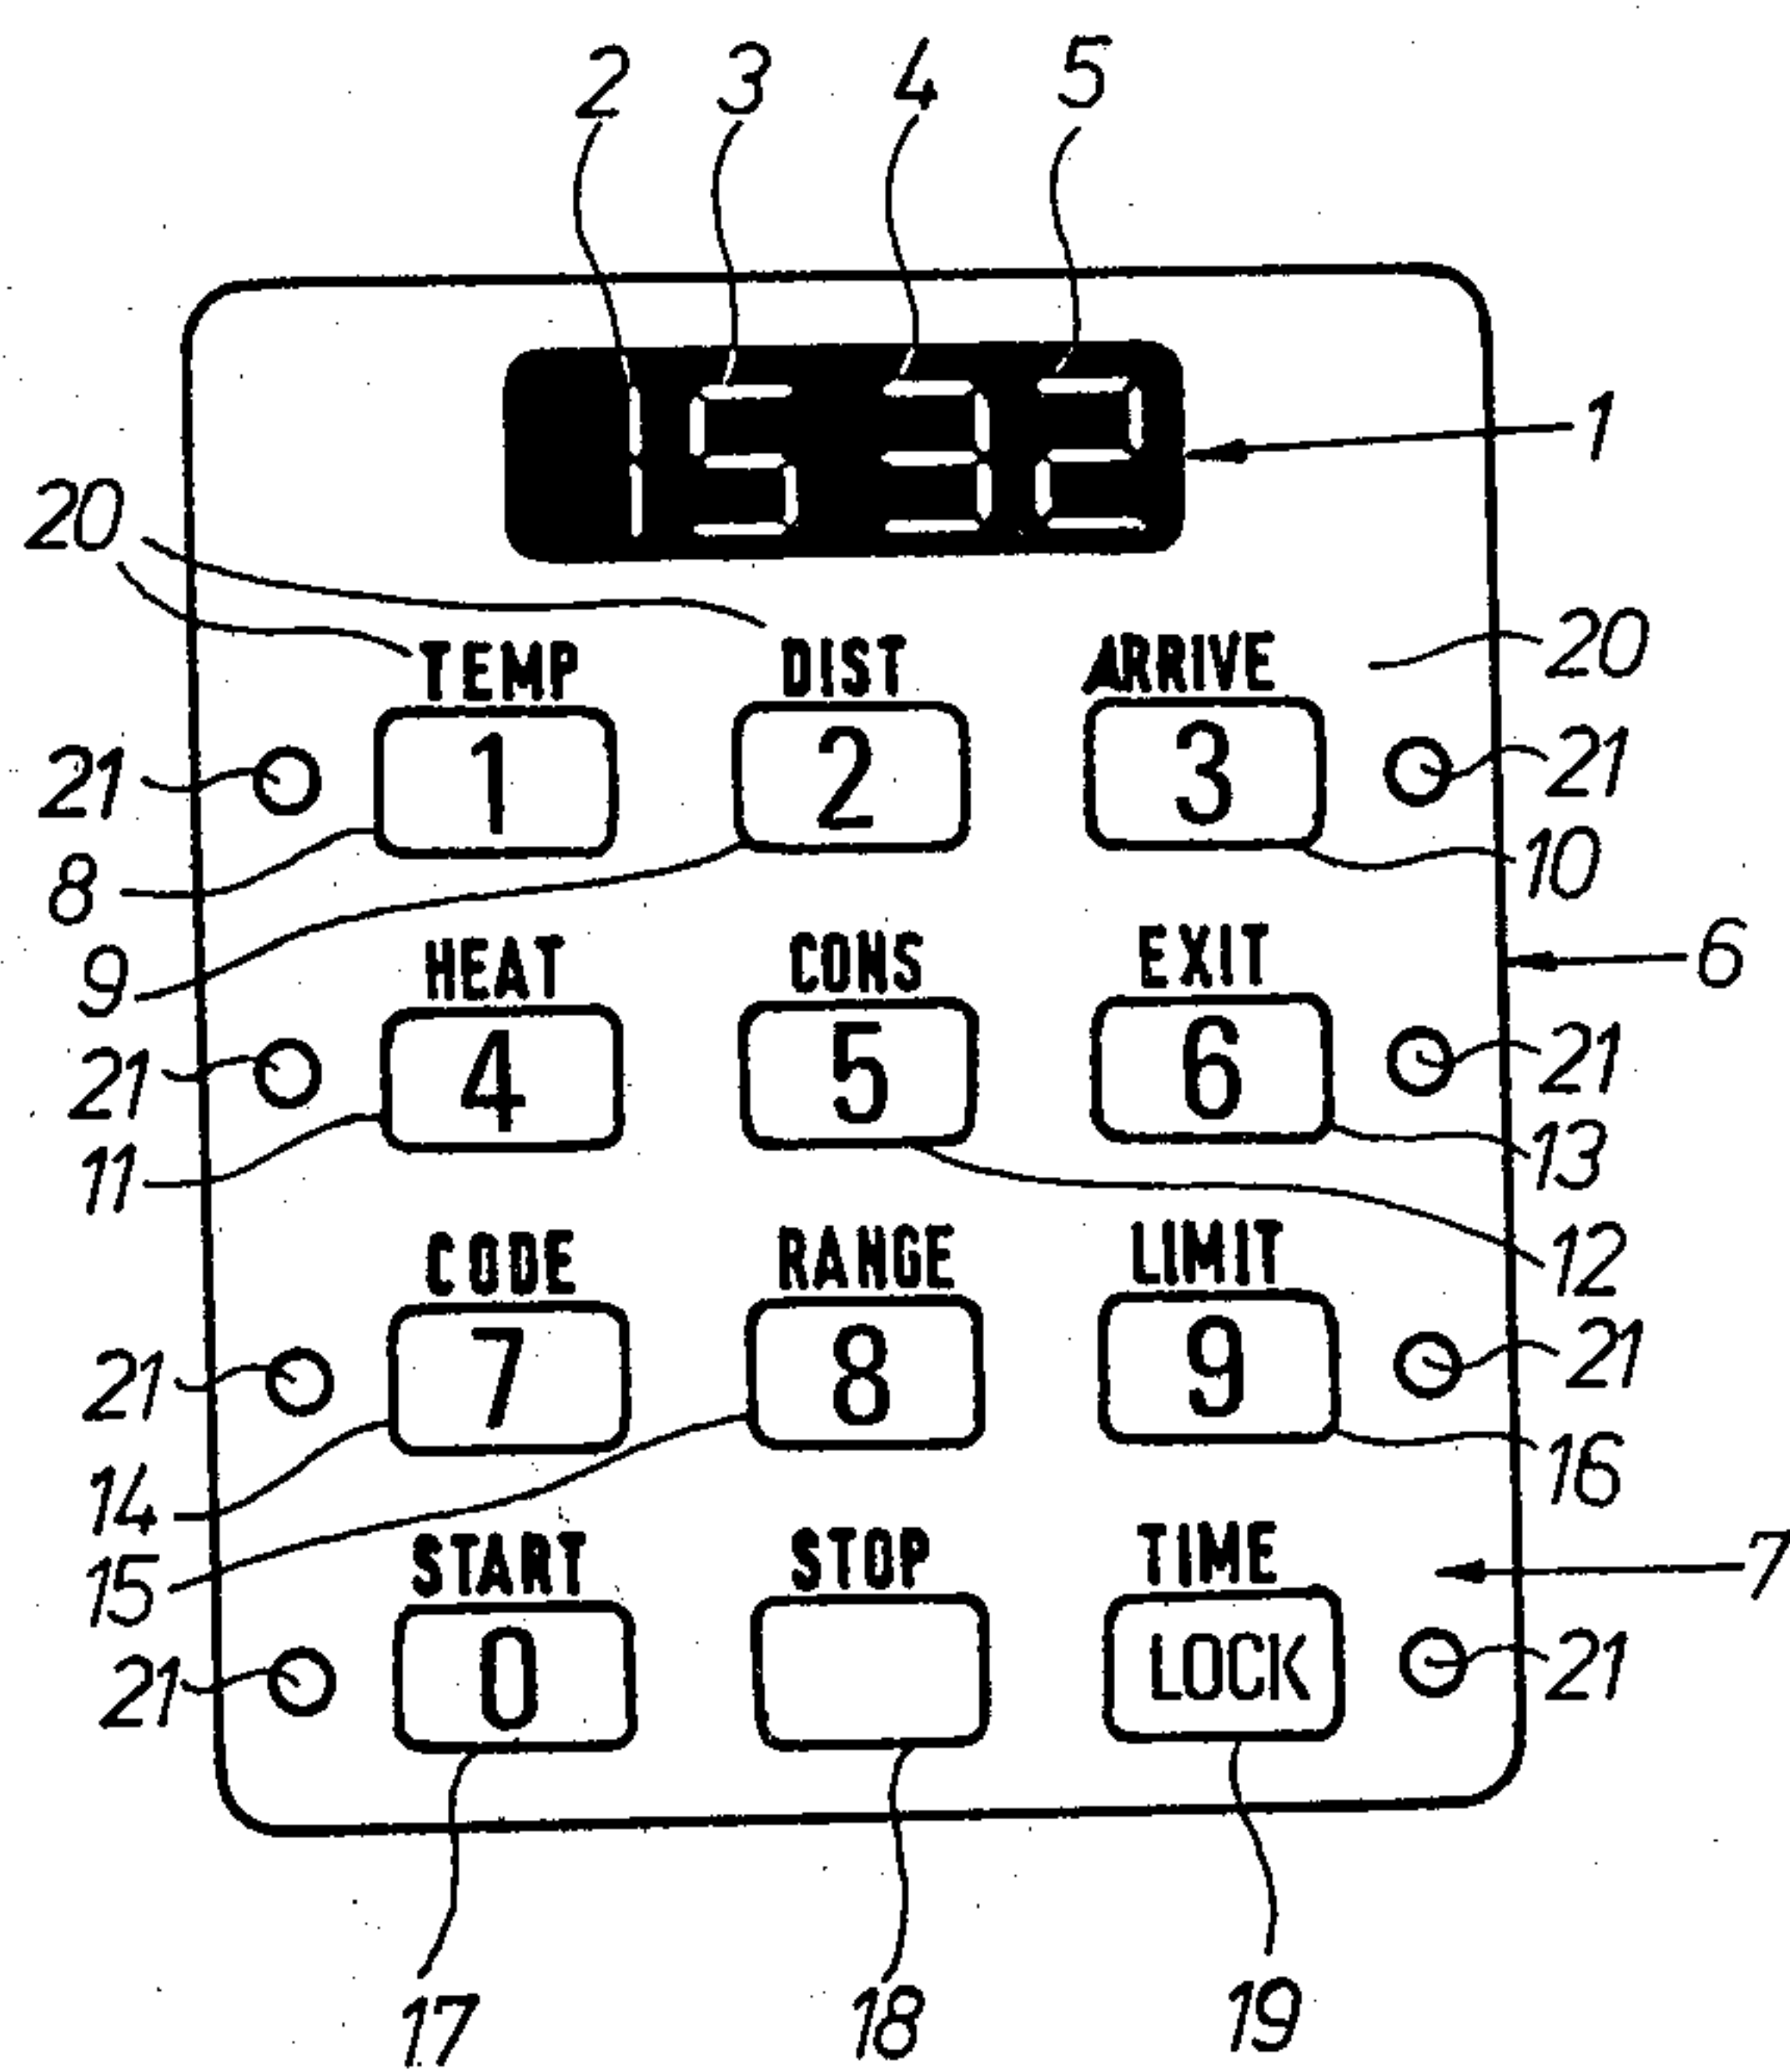 2 3 4 5
1532
1
20
TEMP DIST ARRIVE
20
21 1 2 3 21
8 10
HEAT CONS EXIT
6
9
21 4 5 6 21
11 13
CODE RANGE LIMIT
12
21 7 8 9 21
14 16
START STOP TIME
7
15
21 0 LOCK 21
17 18 19